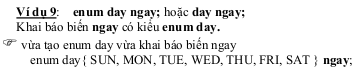 Ví dụ 9: enum day ngay; hoặc day ngay;
Khai báo biến ngay có kiểu enum day.
☞ vừa tạo enum day vừa khai báo biến ngay
enum day{ SUN, MON, TUE, WED, THU, FRI, SAT } ngay;